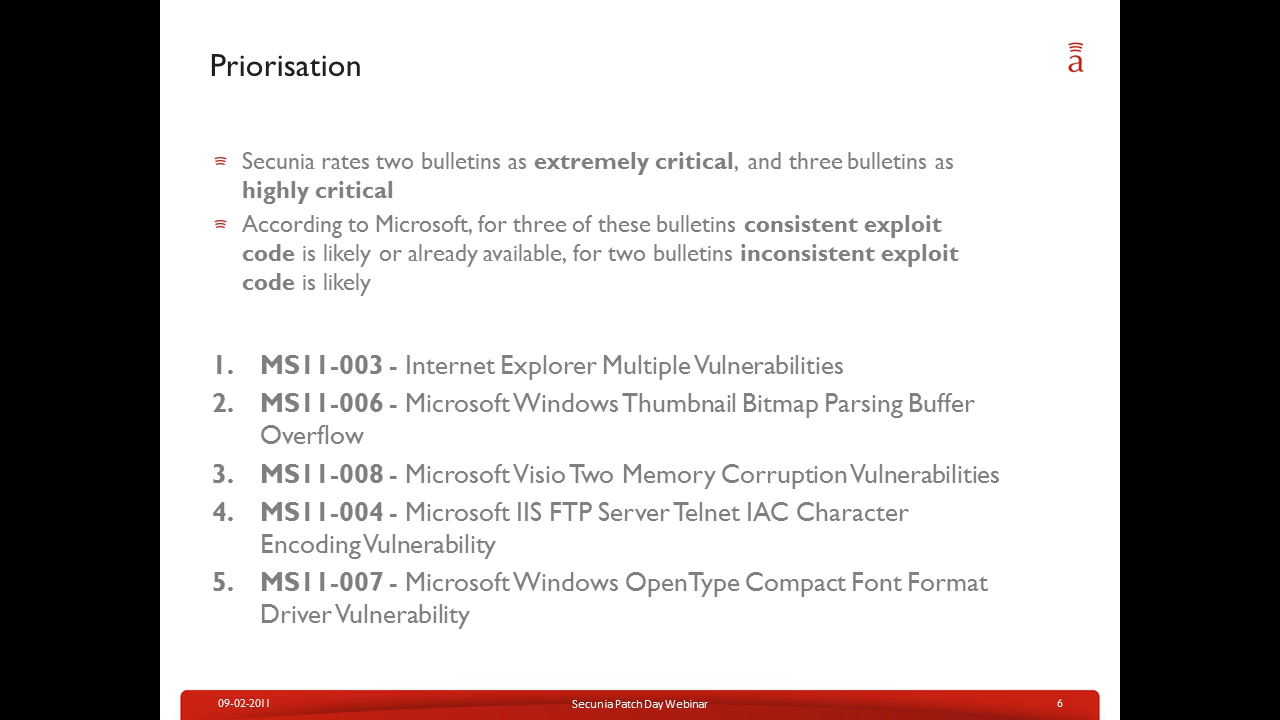 Priorisation
a
Secunia rates two bulletins as extremely critical, and three bulletins as
highly critical
According to Microsoft, for three of these bulletins consistent exploit
code is likely or already available, for two bulletins inconsistent exploit
code is likely
1. MS11-003 - Internet Explorer Multiple Vulnerabilities
2. MS11-006 - Microsoft Windows Thumbnail Bitmap Parsing Buffer
Overflow
3. MS11-008 - Microsoft Visio Two Memory Corruption Vulnerabilities
4. MS11-004 - Microsoft IIS FTP Server Telnet IAC Character
Encoding Vulnerability
5. MS11-007 - Microsoft Windows OpenType Compact Font Format
Driver Vulnerability
09-02-2011 Secunia Patch Day Webinar 6